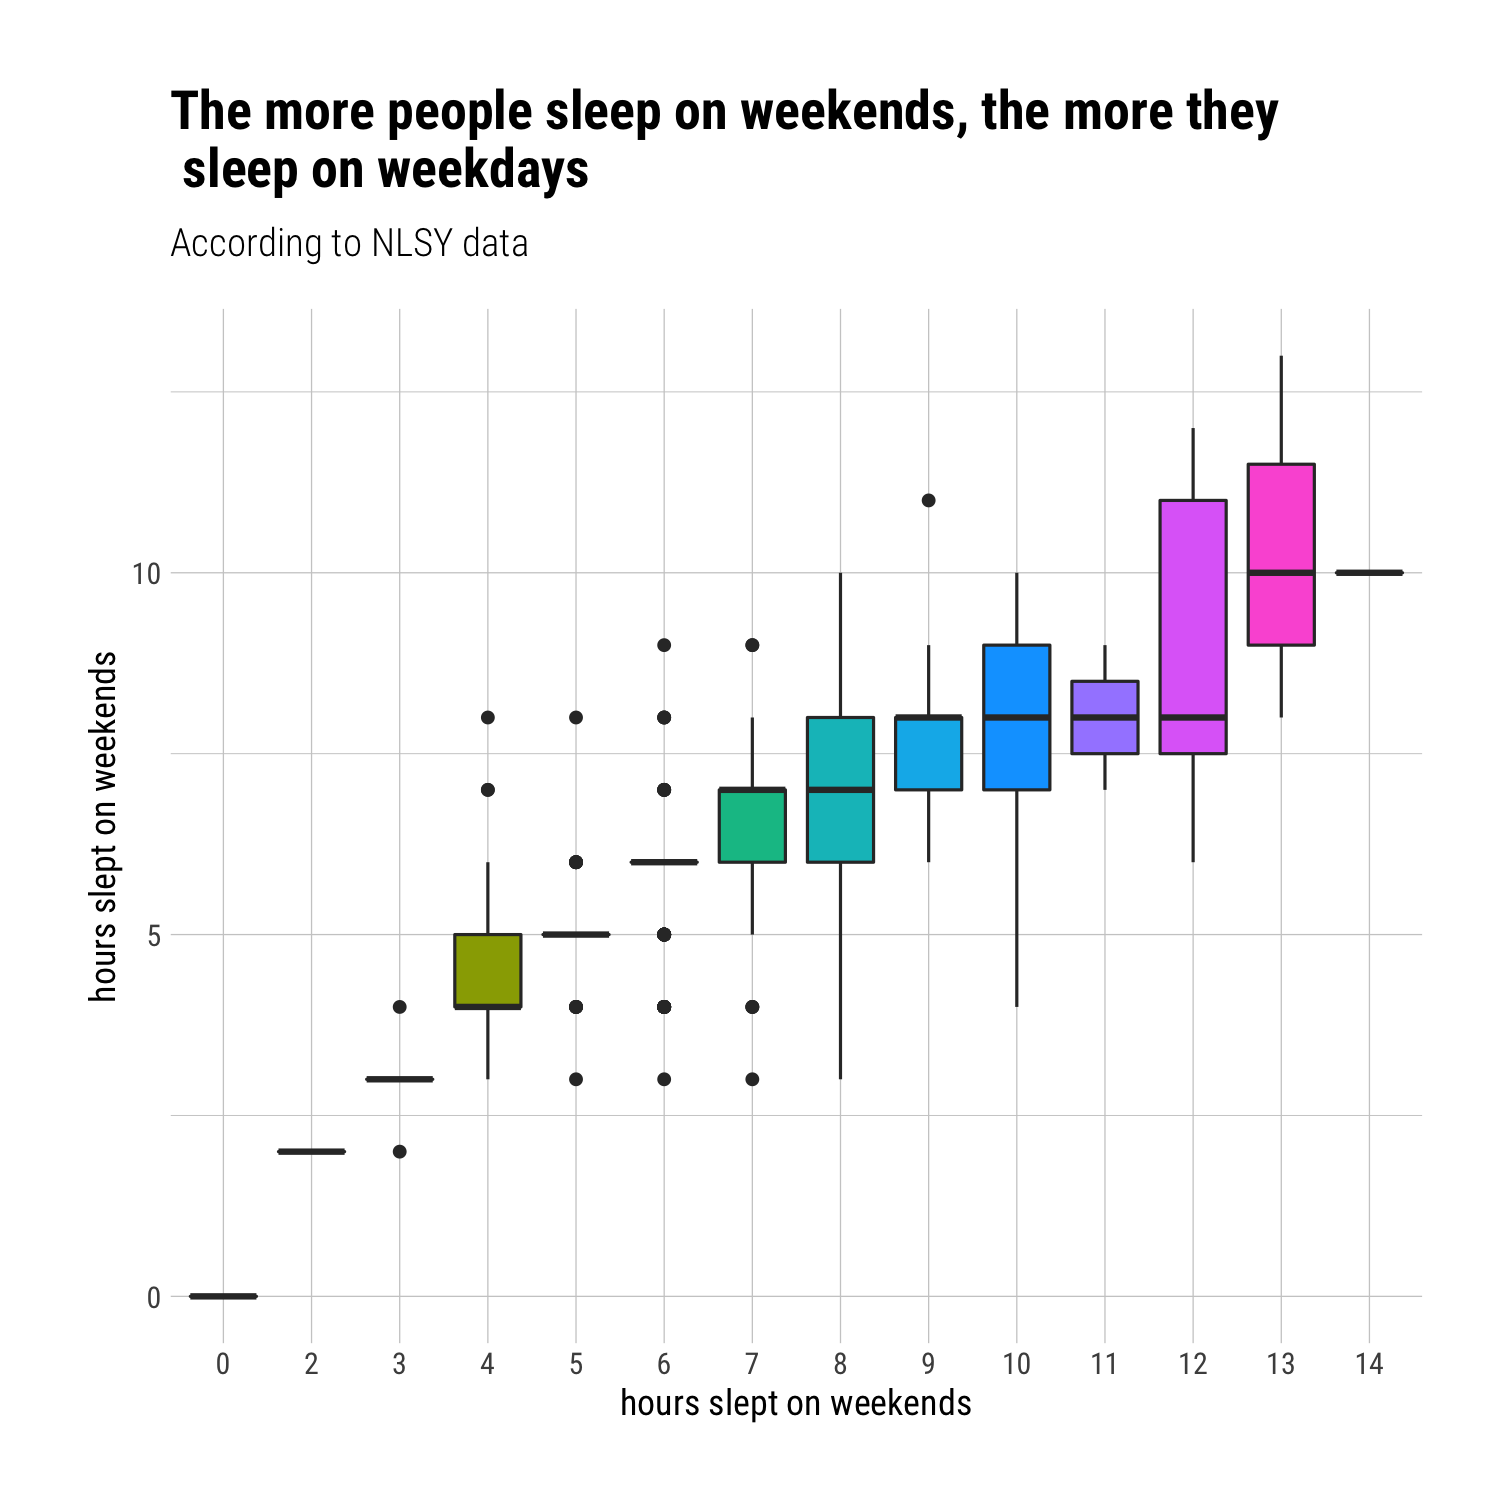 The more people sleep on weekends, the more they
sleep on weekdays
According to NLSY data
hours slept on weekends
10
5
0
0 2 3 4 5 6 7 8 9 10 11 12 13 14
hours slept on weekends